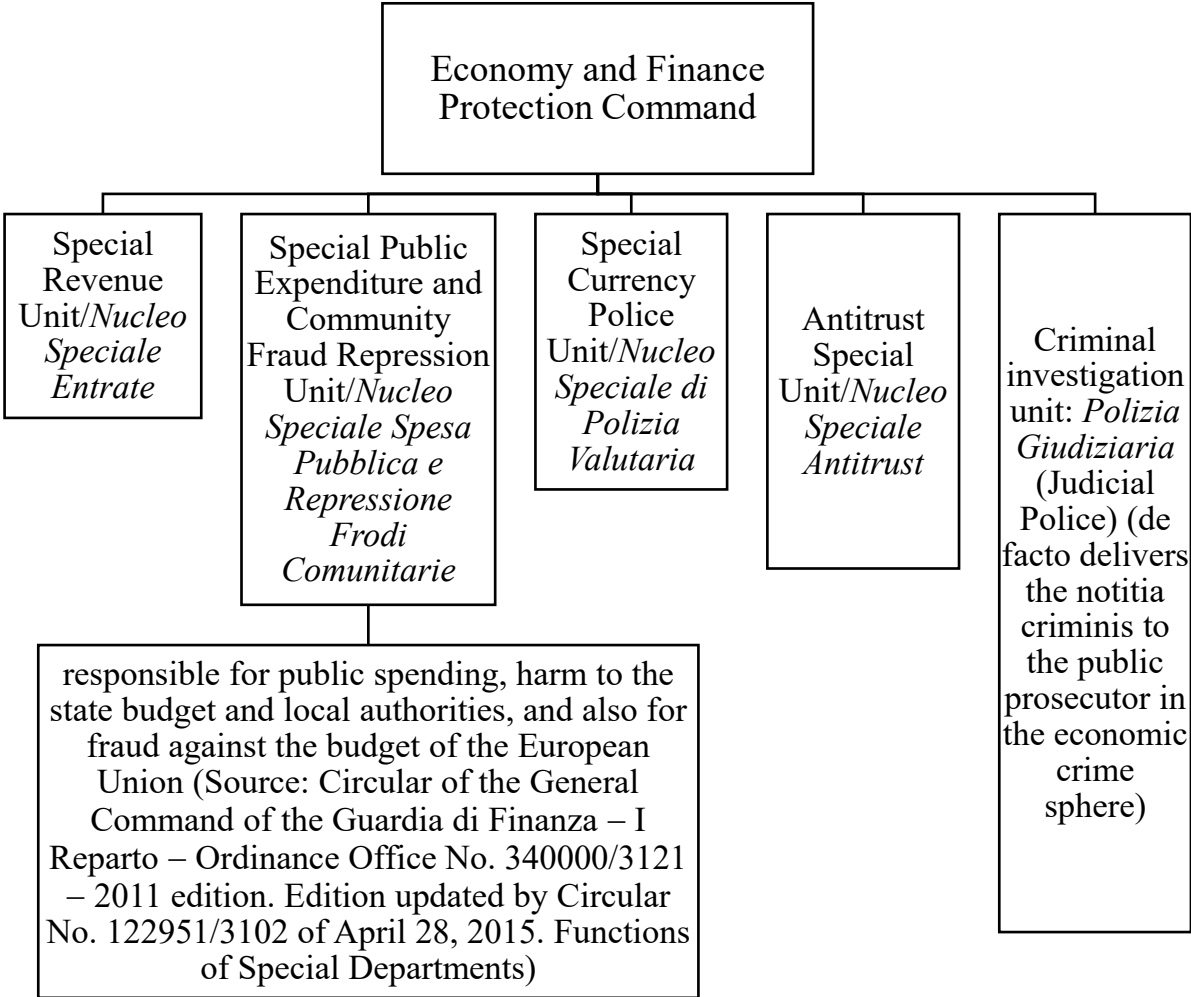 Economy and Finance
Protection Command
Special
Revenue
Unit/Nucleo
Speciale
Entrate
Special Public
Expenditure and
Community
Fraud Repression
Unit/Nucleo
Speciale Spesa
Pubblica e
Repressione
Frodi
Comunitarie
Special
Currency
Police
Unit/Nucleo
Speciale di
Polizia
Valutaria
Antitrust
Special
Unit/Nucleo
Speciale
Antitrust
Criminal
investigation
unit: Polizia
Giudiziaria
(Judicial
Police) (de
facto delivers
the notitia
criminis to
the public
prosecutor in
the economic
crime
sphere)
responsible for public spending, harm to the
state budget and local authorities, and also for
fraud against the budget of the European
Union (Source: Circular of the General
Command of the Guardia di Finanza – I
Reparto – Ordinance Office No. 340000/3121
– 2011 edition. Edition updated by Circular
No. 122951/3102 of April 28, 2015. Functions
of Special Departments)